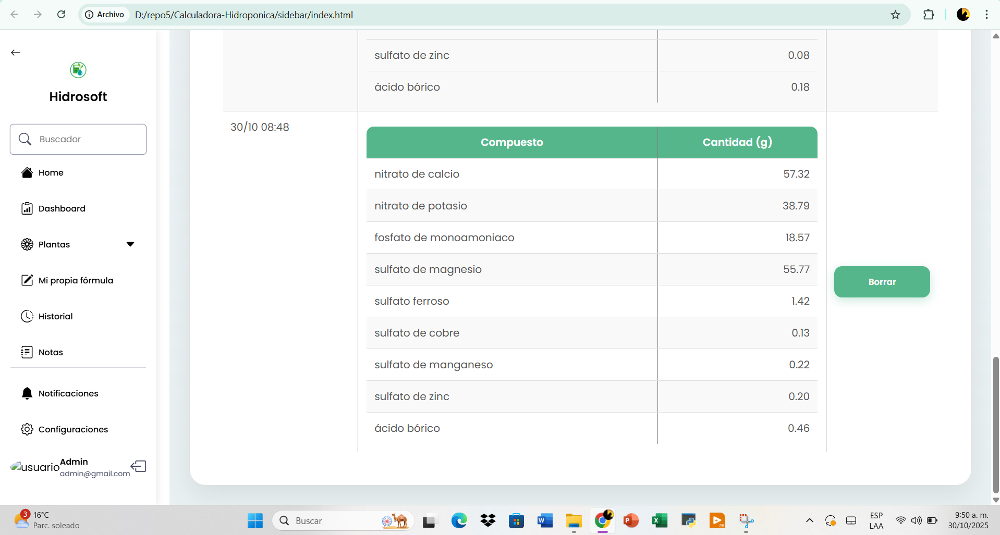 Archivo D:/repo5/Calculadora-Hidroponica/sidebar/index.html
Hidrosoft
Buscador
Home
Dashboard
Plantas
Mi propia fórmula
Historial
Notas
Notificaciones
Configuraciones
usuario
Admin
admin@gmail.com
sulfato de zinc 0.08
ácido bórico 0.18
30/10 08:48
Compuesto Cantidad (g)
nitrato de calcio 57.32
nitrato de potasio 38.79
fosfato de monoamoniaco 18.57
sulfato de magnesio 55.77
sulfato ferroso 1.42
sulfato de cobre 0.13
sulfato de manganeso 0.22
sulfato de zinc 0.20
ácido bórico 0.46
Borrar
3
16°C
Parc. soleado
Buscar
W
P
X
25
ESP
LAA
9:50 a. m.
30/10/2025